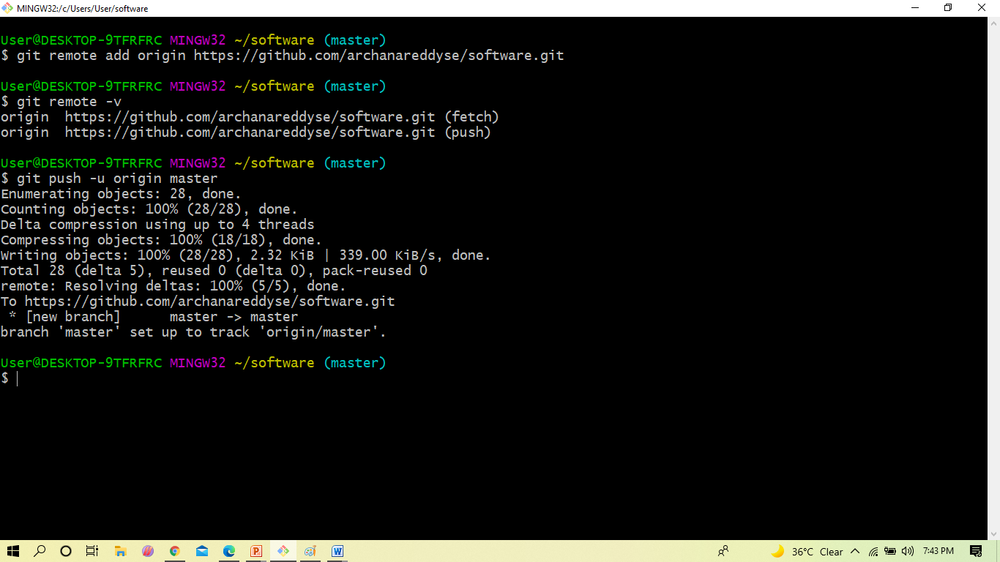 MINGW32:/c/Users/User/software
User@DESKTOP-9TFRFRC MINGW32 ~/software (master)
$ git remote add origin https://github.com/archanareddyse/software.git
User@DESKTOP-9TFRFRC MINGW32 ~/software (master)
$ git remote -v
origin  https://github.com/archanareddyse/software.git (fetch)
origin  https://github.com/archanareddyse/software.git (push)
User@DESKTOP-9TFRFRC MINGW32 ~/software (master)
$ git push -u origin master
Enumerating objects: 28, done.
Counting objects: 100% (28/28), done.
Delta compression using up to 4 threads
Compressing objects: 100% (18/18), done.
Writing objects: 100% (28/28), 2.32 KiB | 339.00 KiB/s, done.
Total 28 (delta 5), reused 0 (delta 0), pack-reused 0
remote: Resolving deltas: 100% (5/5), done.
To https://github.com/archanareddyse/software.git
 * [new branch]      master -> master
branch 'master' set up to track 'origin/master'.
User@DESKTOP-9TFRFRC MINGW32 ~/software (master)
$
36°C Clear 7:43 PM